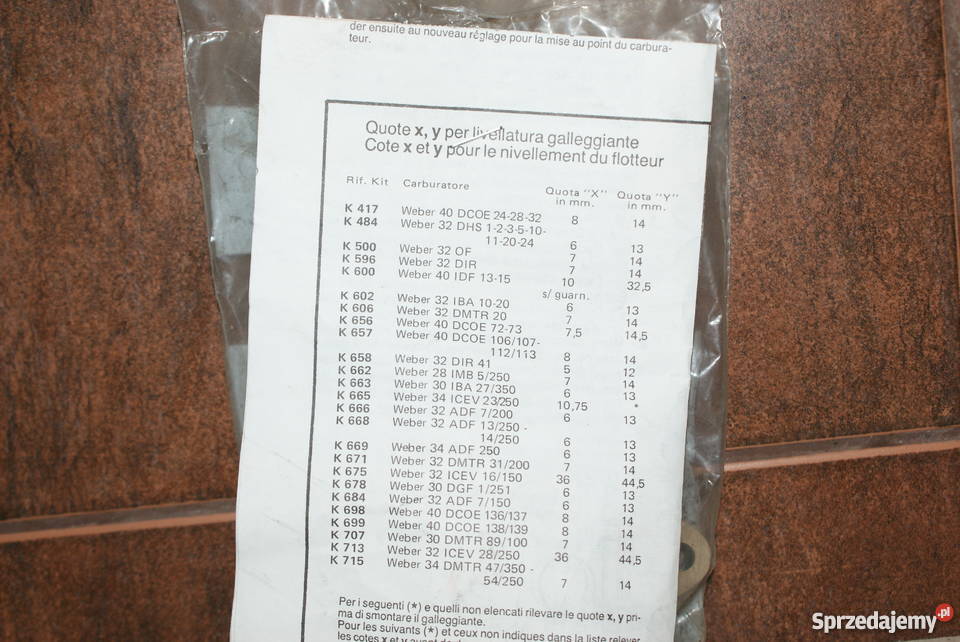 der ensuite au nouveau réglage pour la mise au point du carbura-
teur.
Quote x, y per livellatura galleggiante
Cote x et y pour le nivellement du flotteur
Rif. Kit Carburatore Quota "X" in mm. Quota "Y" in mm.
K 417 Weber 40 DCOE 24-28-32 8 14
K 484 Weber 32 DHS 1-2-3-5-10-
11-20-24 6 13
K 500 Weber 32 OF 7 14
K 596 Weber 32 DIR 7 14
K 600 Weber 40 IDF 13-15 10 32,5
s/ guarn.
K 602 Weber 32 IBA 10-20 6 13
K 606 Weber 32 DMTR 20 7 14
K 656 Weber 40 DCOE 72-73 7,5 14,5
K 657 Weber 40 DCOE 106/107-
112/113 8 14
K 658 Weber 32 DIR 41 5 12
K 662 Weber 28 IMB 5/250 7 14
K 663 Weber 30 IBA 27/350 6 13
K 665 Weber 34 ICEV 23/250 10,75 *
K 666 Weber 32 ADF 7/200 6 13
K 668 Weber 32 ADF 13/250 -
14/250 6 13
K 669 Weber 34 ADF 250 6 13
K 671 Weber 32 DMTR 31/200 7 14
K 675 Weber 32 ICEV 16/150 36 44,5
K 678 Weber 30 DGF 1/251 6 13
K 684 Weber 32 ADF 7/150 6 13
K 698 Weber 40 DCOE 136/137 8 14
K 699 Weber 40 DCOE 138/139 8 14
K 707 Weber 30 DMTR 89/100 7 14
K 713 Weber 32 ICEV 28/250 36 44,5
K 715 Weber 34 DMTR 47/350 -
54/250 7 14
Per i seguenti (*) e quelli non elencati rilevare le quote x, y pri-
ma di smontare il galleggiante.
Pour les suivants (*) et ceux non indiqués dans la liste relever
les cotes x et y avant
Sprzedajemy.pl